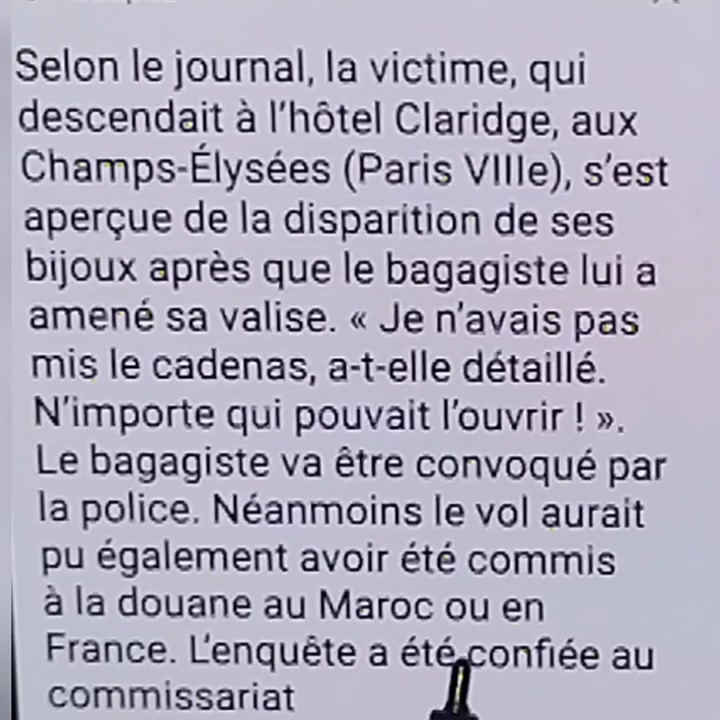 Selon le journal, la victime, qui
descendait à l'hôtel Claridge, aux
Champs-Élysées (Paris VIIIe), s'est
aperçue de la disparition de ses
bijoux après que le bagagiste lui a
amené sa valise. « Je n'avais pas
mis le cadenas, a-t-elle détaillé.
N'importe qui pouvait l'ouvrir ! ».
Le bagagiste va être convoqué par
la police. Néanmoins le vol aurait
pu également avoir été commis
à la douane au Maroc ou en
France. L'enquête a été confiée au
commissariat